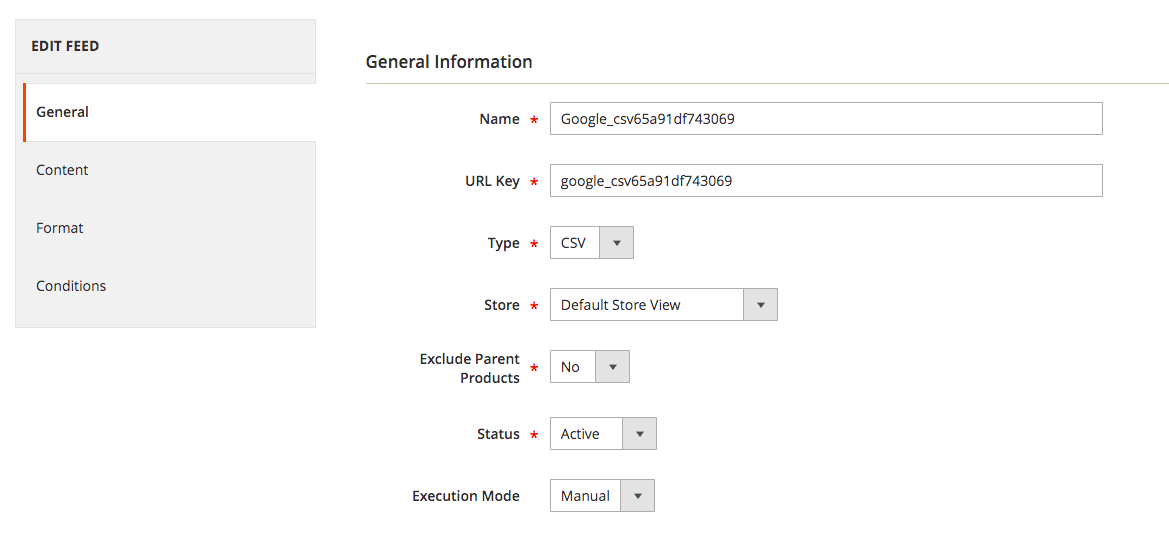 EDIT FEED
General
Content
Format
Conditions
General Information
Name * Google_csv65a91df743069
URL Key * google_csv65a91df743069
Type * CSV
Store * Default Store View
Exclude Parent
Products * No
Status * Active
Execution Mode Manual